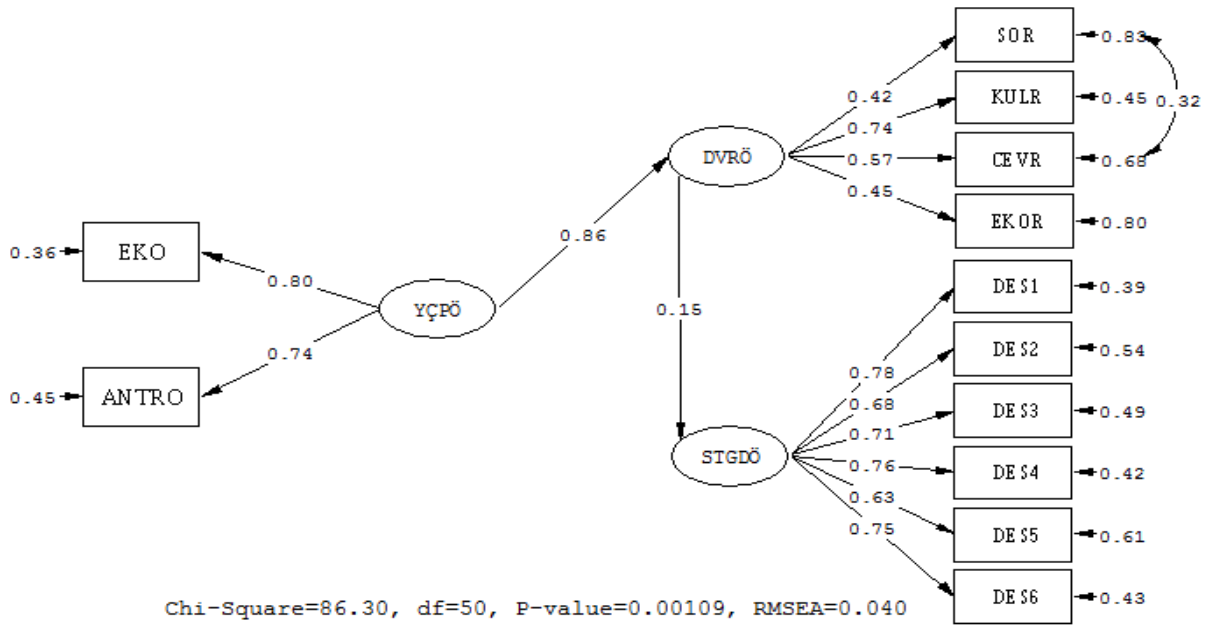 SOR
0.83
0.42
KULR
0.45
0.32
0.74
DVRÖ
0.57
CEVR
0.68
0.45
EKOR
0.80
0.86
0.36
EKO
0.80
YÇPÖ
0.15
DES1
0.39
0.74
DES2
0.54
0.78
0.45
ANTRO
0.68
DES3
0.49
0.71
STGDÖ
0.76
DES4
0.42
0.63
0.75
DES5
0.61
DES6
0.43
Chi-Square=86.30, df=50, P-value=0.00109, RMSEA=0.040